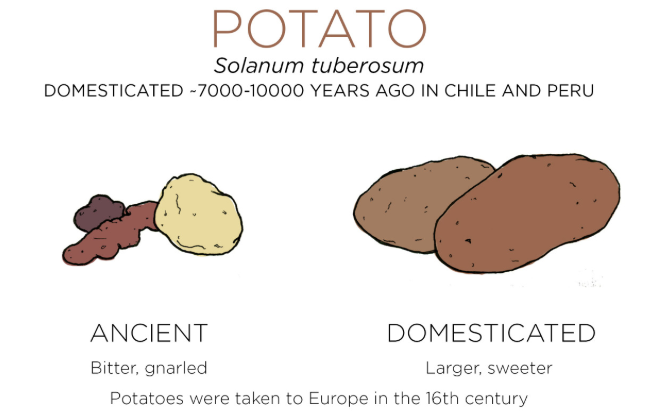 POTATO
Solanum tuberosum
DOMESTICATED ~7000-10000 YEARS AGO IN CHILE AND PERU
ANCIENT
DOMESTICATED
Bitter, gnarled
Larger, sweeter
Potatoes were taken to Europe in the 16th century